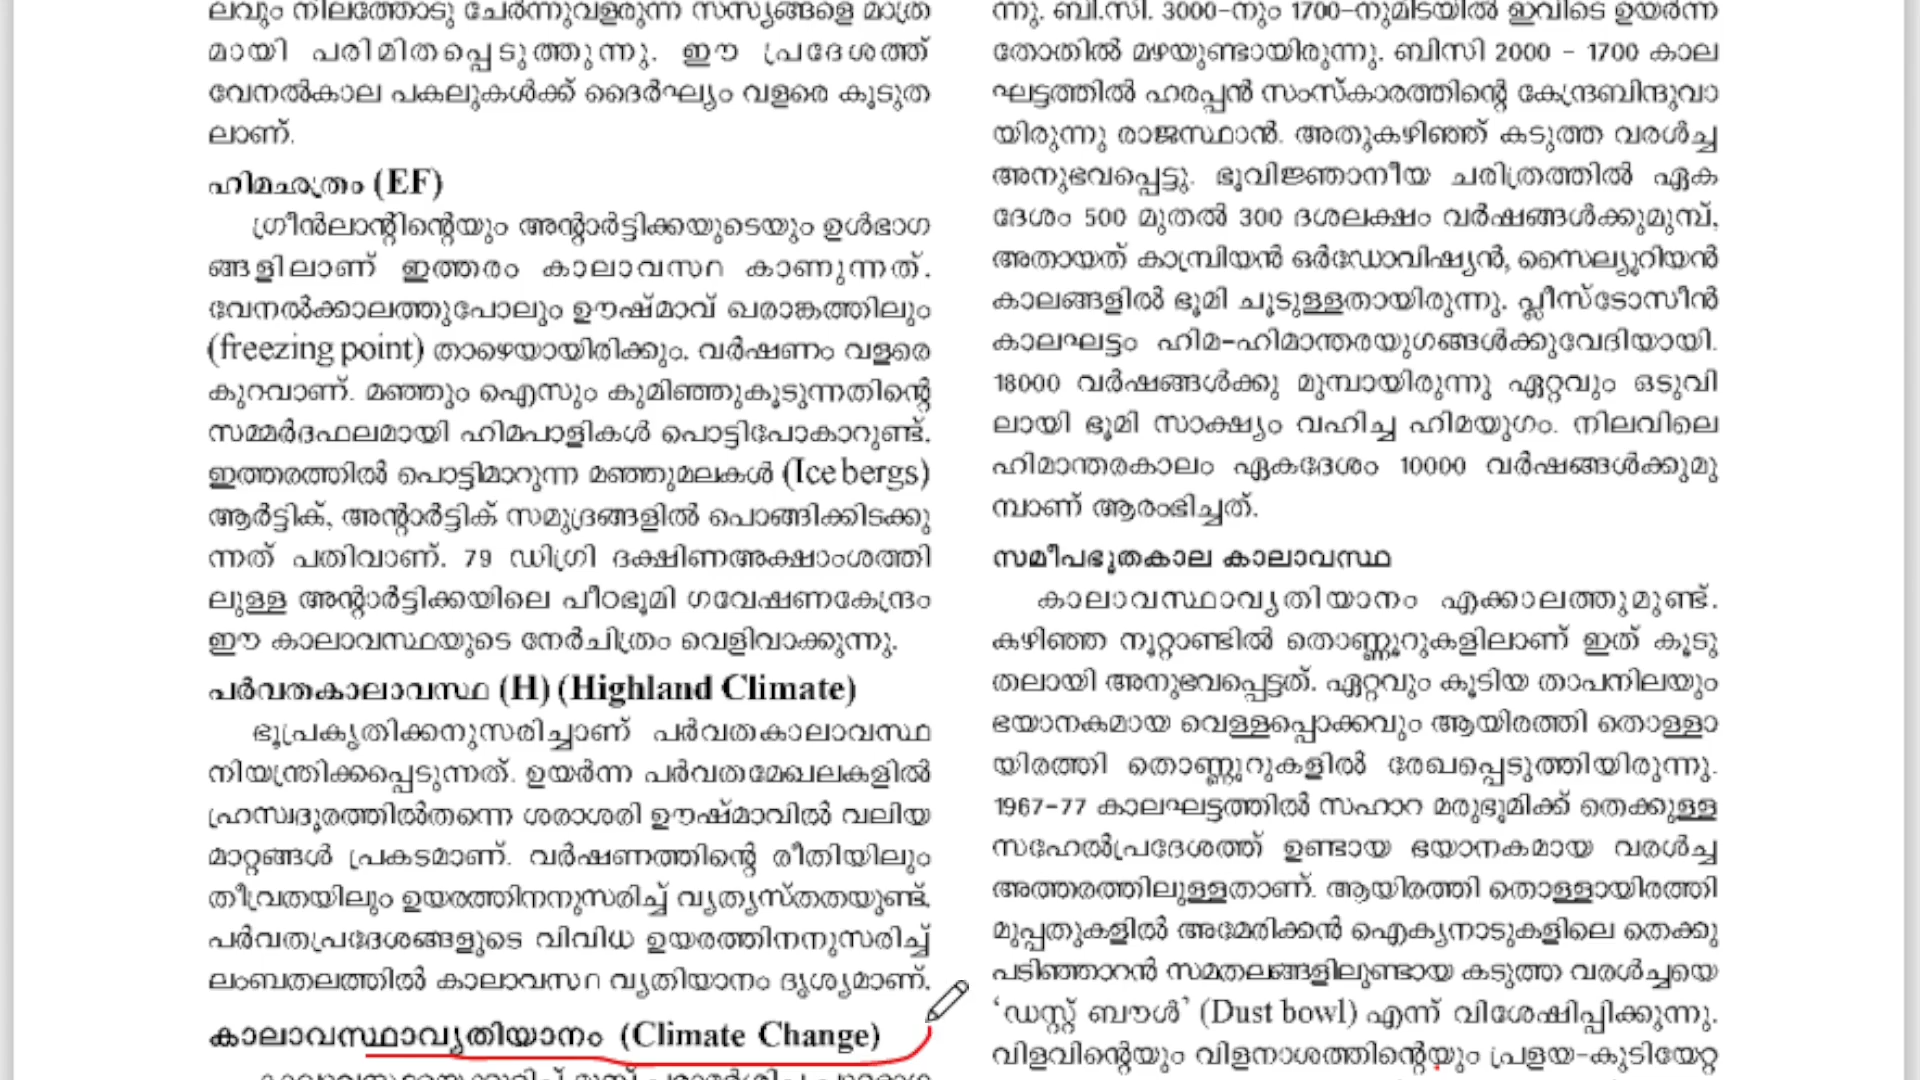 ലവും നിലത്തോടു ചേർന്നുവളരുന്ന സസ്യങ്ങളെ മാത്ര
മായി പരിമിതപ്പെടുത്തുന്നു. ഈ പ്രദേശത്ത്
വേനൽകാല പകലുകൾക്ക് ദൈർഘ്യം വളരെ കൂടുത
ലാണ്.
ഹിമഛത്രം (EF)
ഗ്രീൻലാന്റിന്റെയും അന്റാർട്ടിക്കയുടെയും ഉൾഭാഗ
ങ്ങളിലാണ് ഇത്തരം കാലാവസ്ഥ കാണുന്നത്.
വേനൽക്കാലത്തുപോലും ഊഷ്മാവ് ഖരാങ്കത്തിലും
(freezing point) താഴെയായിരിക്കും. വർഷണം വളരെ
കുറവാണ്. മഞ്ഞും ഐസും കുമിഞ്ഞുകൂടുന്നതിന്റെ
സമ്മർദഫലമായി ഹിമപാളികൾ പൊട്ടിപോകാറുണ്ട്.
ഇത്തരത്തിൽ പൊട്ടിമാറുന്ന മഞ്ഞുമലകൾ (Ice bergs)
ആർട്ടിക്, അന്റാർട്ടിക് സമുദ്രങ്ങളിൽ പൊങ്ങിക്കിടക്കു
ന്നത് പതിവാണ്. 79 ഡിഗ്രി ദക്ഷിണഅക്ഷാംശത്തി
ലുള്ള അന്റാർട്ടിക്കയിലെ പീഠഭൂമി ഗവേഷണകേന്ദ്രം
ഈ കാലാവസ്ഥയുടെ നേർചിത്രം വെളിവാക്കുന്നു.
പർവതകാലാവസ്ഥ (H) (Highland Climate)
ഭൂപ്രകൃതിക്കനുസരിച്ചാണ് പർവതകാലാവസ്ഥ
നിയന്ത്രിക്കപ്പെടുന്നത്. ഉയർന്ന പർവതമേഖലകളിൽ
ഹ്രസ്വദൂരത്തിൽതന്നെ ശരാശരി ഊഷ്മാവിൽ വലിയ
മാറ്റങ്ങൾ പ്രകടമാണ്. വർഷണത്തിന്റെ രീതിയിലും
തീവ്രതയിലും ഉയരത്തിനനുസരിച്ച് വ്യത്യസ്തതയുണ്ട്.
പർവതപ്രദേശങ്ങളുടെ വിവിധ ഉയരത്തിനനുസരിച്ച്
ലംബതലത്തിൽ കാലാവസ്ഥ വ്യതിയാനം ദൃശ്യമാണ്.
കാലാവസ്ഥാവ്യതിയാനം (Climate Change)
ന്നു. ബി.സി. 3000-നും 1700-നുമിടയിൽ ഇവിടെ ഉയർന്ന
തോതിൽ മഴയുണ്ടായിരുന്നു. ബിസി 2000 - 1700 കാല
ഘട്ടത്തിൽ ഹരപ്പൻ സംസ്കാരത്തിന്റെ കേന്ദ്രബിന്ദുവാ
യിരുന്നു രാജസ്ഥാൻ. അതുകഴിഞ്ഞ് കടുത്ത വരൾച്ച
അനുഭവപ്പെട്ടു. ഭൂവിജ്ഞാനീയ ചരിത്രത്തിൽ ഏക
ദേശം 500 മുതൽ 300 ദശലക്ഷം വർഷങ്ങൾക്കുമുമ്പ്,
അതായത് കാമ്പ്രിയൻ ഒർഡോവിഷ്യൻ, സൈല്യൂറിയൻ
കാലങ്ങളിൽ ഭൂമി ചൂടുള്ളതായിരുന്നു. പ്ലീസ്ടോസീൻ
കാലഘട്ടം ഹിമ-ഹിമാന്തരയുഗങ്ങൾക്കുവേദിയായി.
18000 വർഷങ്ങൾക്കു മുമ്പായിരുന്നു ഏറ്റവും ഒടുവി
ലായി ഭൂമി സാക്ഷ്യം വഹിച്ച ഹിമയുഗം. നിലവിലെ
ഹിമാന്തരകാലം ഏകദേശം 10000 വർഷങ്ങൾക്കുമു
മ്പാണ് ആരംഭിച്ചത്.
സമീപഭൂതകാല കാലാവസ്ഥ
കാലാവസ്ഥാവ്യതിയാനം എക്കാലത്തുമുണ്ട്.
കഴിഞ്ഞ നൂറ്റാണ്ടിൽ തൊണ്ണൂറുകളിലാണ് ഇത് കൂടു
തലായി അനുഭവപ്പെട്ടത്. ഏറ്റവും കൂടിയ താപനിലയും
ഭയാനകമായ വെള്ളപ്പൊക്കവും ആയിരത്തി തൊള്ളാ
യിരത്തി തൊണ്ണൂറുകളിൽ രേഖപ്പെടുത്തിയിരുന്നു.
1967-77 കാലഘട്ടത്തിൽ സഹാറ മരുഭൂമിക്ക് തെക്കുള്ള
സഹേൽപ്രദേശത്ത് ഉണ്ടായ ഭയാനകമായ വരൾച്ച
അത്തരത്തിലുള്ളതാണ്. ആയിരത്തി തൊള്ളായിരത്തി
മുപ്പതുകളിൽ അമേരിക്കൻ ഐക്യനാടുകളിലെ തെക്കു
പടിഞ്ഞാറൻ സമതലങ്ങളിലുണ്ടായ കടുത്ത വരൾച്ചയെ
‘ഡസ്റ്റ് ബൗൾ’ (Dust bowl) എന്ന് വിശേഷിപ്പിക്കുന്നു.
വിളവിന്റെയും വിളനാശത്തിന്റെയും പ്രളയ-കുടിയേറ്റ